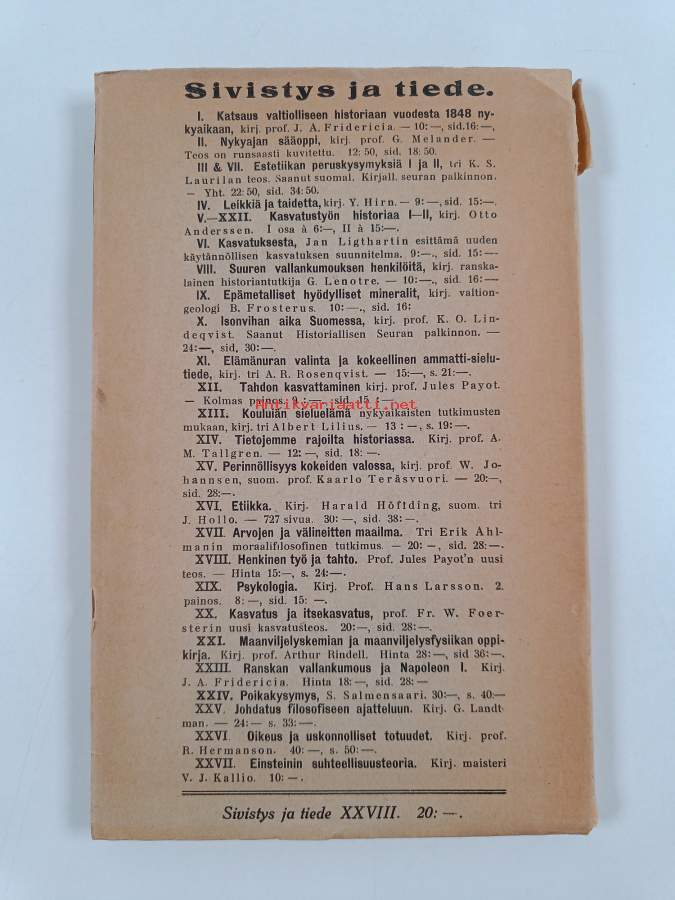 Sivistys ja tiede.
I. Katsaus valtiolliseen historiaan vuodesta 1848 ny-
kyaikaan, kirj. prof. J. A. Fridericia. — 10: —, sid. 16: —,
II. Nykyajan sääoppi, kirj. prof. G. Melander. —
Teos on runsaasti kuvitettu. 12: 50, sid. 18: 50.
III & VII. Estetiikan peruskysymyksiä I ja II, tri K. S.
Laurilan teos. Saanut suomal. Kirjall. seuran palkinnon.
— Yht. 22: 50, sid. 34: 50.
IV. Leikkiä ja taidetta, kirj. Y. Hirn. — 9: —, sid. 15: —.
V.—XXII. Kasvatustyön historiaa I—II, kirj. Otto
Anderssen. I osa à 6: —, II à 15: —.
VI. Kasvatuksesta, Jan Ligthartin esittämä uuden
käytännöllisen kasvatuksen suunnitelma. 9: —., sid. 15: —
VIII. Suuren vallankumouksen henkilöitä, kirj. ranska-
lainen historiantutkija G. Lenotre. — 10: —., sid. 16: —
IX. Epämetalliset hyödylliset mineralit, kirj. valtion-
geologi B. Frosterus. 10: —., sid. 16:
X. Isonvihan aika Suomessa, kirj. prof. K. O. Lin-
deqvist. Saanut Historiallisen Seuran palkinnon. —
24: —, sid, 30: —.
XI. Elämänuran valinta ja kokeellinen ammatti-sielu-
tiede, kirj. tri A. R. Rosenqvist. — 15: —, s. 21: —.
XII. Tahdon kasvattaminen kirj. prof. Jules Payot.
— Kolmas painos. 9 : —, sid. 15 : —
Antikvariaatti.net
XIII. Koululän sieluelämä nykyaikaisten tutkimusten
mukaan, kirj. tri Albert Lilius. — 13 : —, s. 19: —.
XIV. Tietojemme rajoilta historiassa. Kirj. prof. A.
M. Tallgren. — 12: —, sid. 18: —.
XV. Perinnöllisyys kokeiden valossa, kirj. prof. W. Jo-
hannsen, suom. prof. Kaarlo Teräsvuori. — 20: —,
sid. 28: —.
XVI. Etiikka. Kirj. Harald Höffding, suom. tri
J. Hollo. — 727 sivua. 30: —, sid. 38: —.
XVII. Arvojen ja välineitten maailma. Tri Erik Ahl-
manin moraalifilosofinen tutkimus. — 20: –, sid. 28: —.
XVIII. Henkinen työ ja tahto. Prof. Jules Payot'n uusi
teos. — Hinta 15: —, s. 24: —.
XIX. Psykologia. Kirj. Prof. Hans Larsson. 2.
painos. 8: —, sid. 15: —.
XX. Kasvatus ja itsekasvatus, prof. Fr. W. Foer-
sterin uusi kasvatusteos. 20: —, sid. 28: —.
XXI. Maanviljelyskemian ja maanviljelysfysiikan oppi-
kirja. Kirj. prof. Arthur Rindell. Hinta 28: —, sid 36: —.
XXIII. Ranskan vallankumous ja Napoleon I. Kirj.
J. A. Fridericia. Hinta 18: —, sid. 28: —
XXIV. Poikakysymys, S. Salmensaari. 30: —, s. 40: —
XXV. Johdatus filosofiseen ajatteluun. Kirj. G. Landt
man. — 24: — s. 33: —.
XXVI. Oikeus ja uskonnolliset totuudet. Kirj. prof.
R. Hermanson. 40: —, s. 50: —.
XXVII. Einsteinin suhteellisuusteoria. Kirj. maisteri
V. J. Kallio. 10: —.
Sivistys ja tiede XXVIII. 20: —.